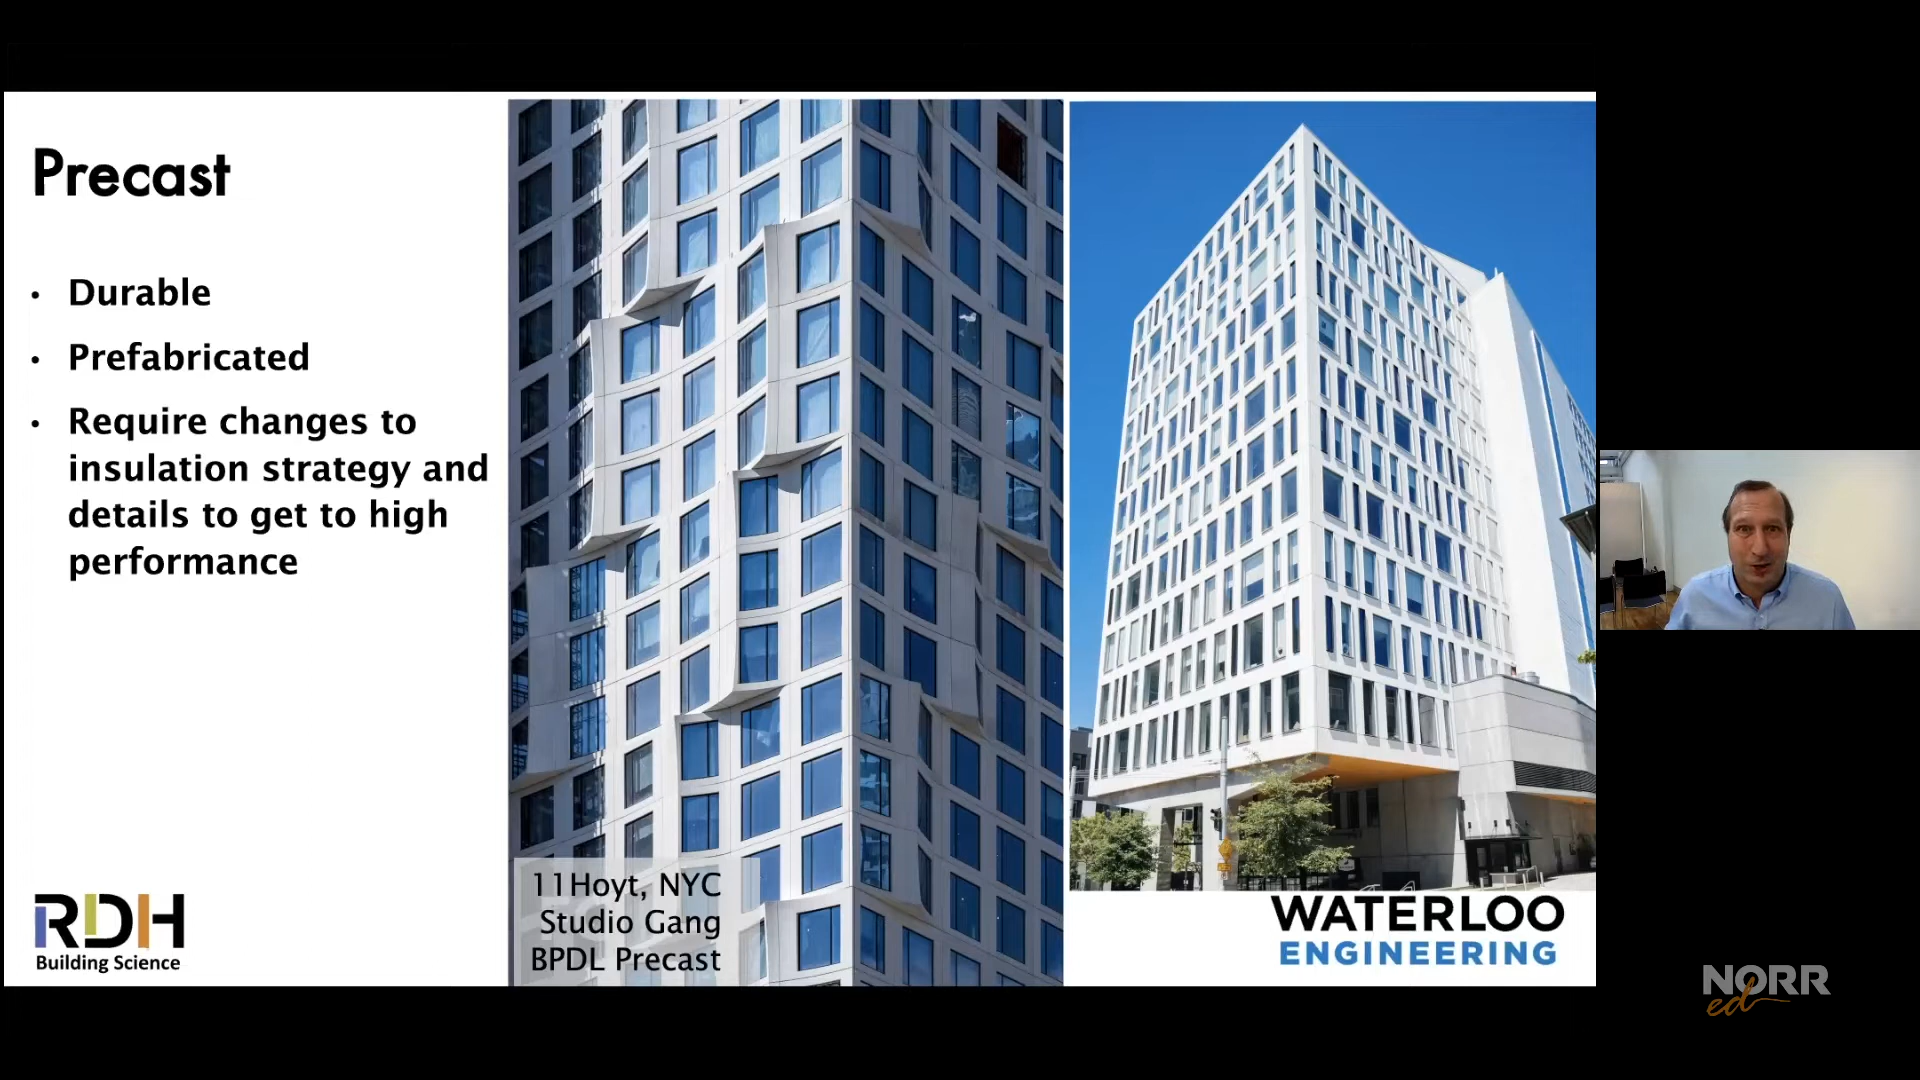 Precast
• Durable
• Prefabricated
• Require changes to
insulation strategy and
details to get to high
performance
RDH
Building Science
11Hoyt, NYC
Studio Gang
BPDL Precast
WATERLOO
ENGINEERING
NORR
ed